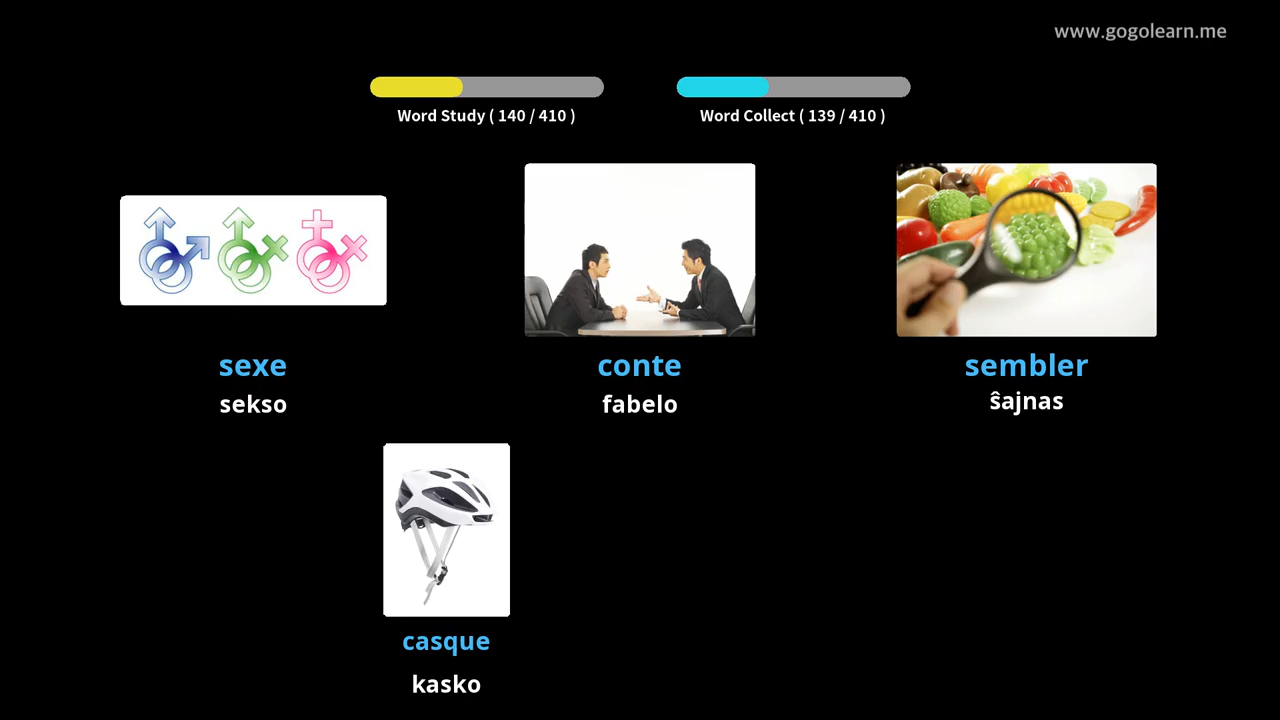 www.gogolearn.me
Word Study ( 140 / 410 )
Word Collect ( 139 / 410 )
sexe
conte
sembler
sekso
fabelo
ŝajnas
casque
kasko